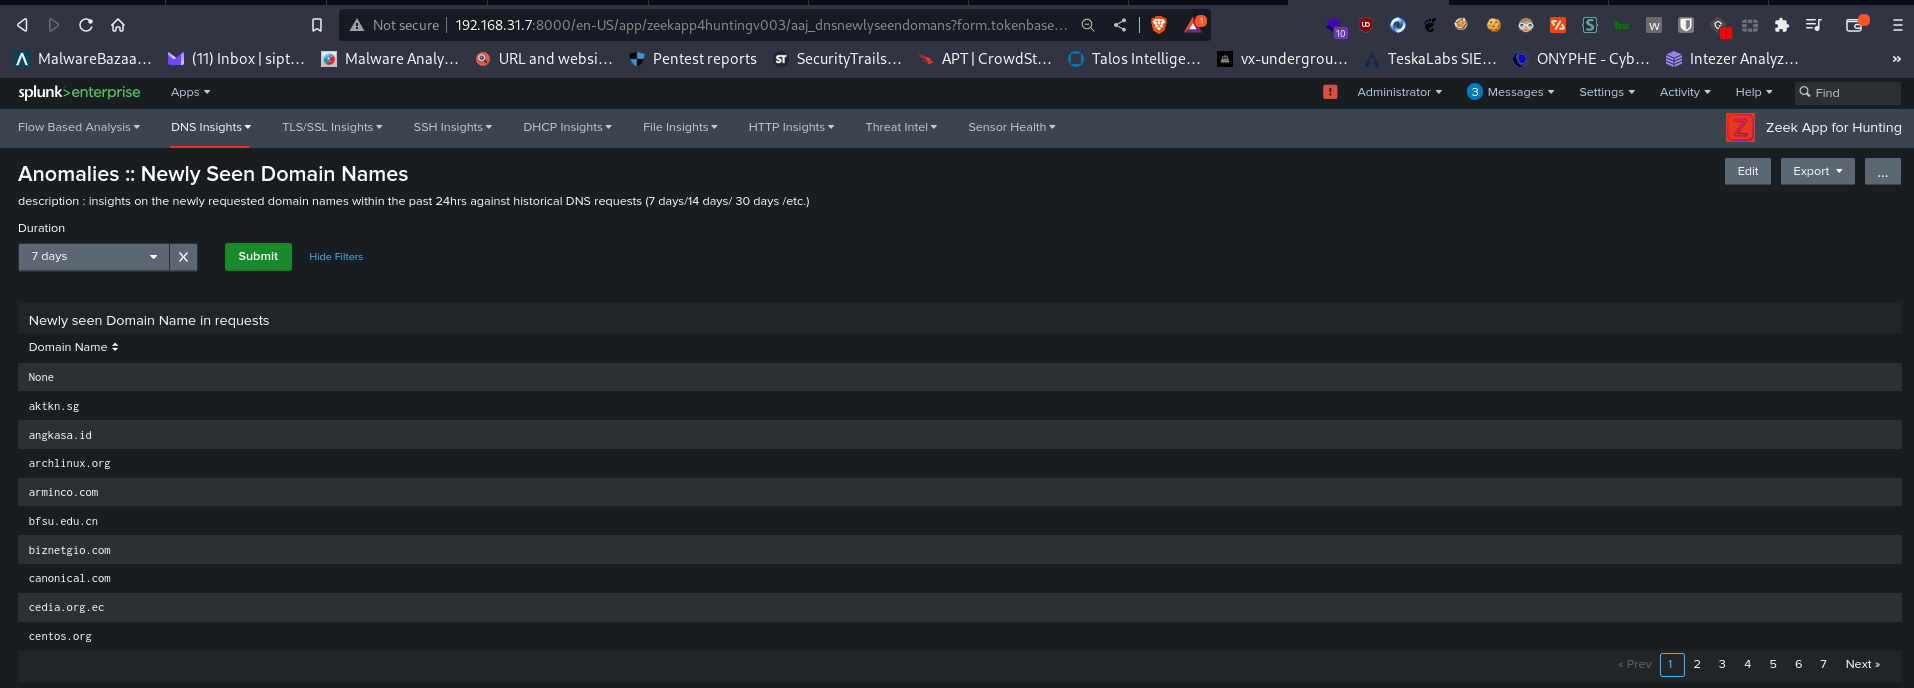 Not secure 192.168.31.7:8000/en-US/app/zeekapp4huntingv003/aaj_dnsnewlyseendomans?form.tokenbase... 1 10 UD bw W S
MalwareBazaa... (11) Inbox | sipt... Malware Analy... URL and websi... Pentest reports ST SecurityTrails... APT | CrowdSt... Talos Intellige... vx-undergrou... TeskaLabs SIE... ONYPHE - Cyb... Intezer Analyz... »
splunk>enterprise Apps ! Administrator 3 Messages Settings Activity Help Find
Flow Based Analysis DNS Insights TLS/SSL Insights SSH Insights DHCP Insights File Insights HTTP Insights Threat Intel Sensor Health Z Zeek App for Hunting
Anomalies :: Newly Seen Domain Names Edit Export ...
description : insights on the newly requested domain names within the past 24hrs against historical DNS requests (7 days/14 days/ 30 days /etc.)
Duration
7 days X Submit Hide Filters
Newly seen Domain Name in requests
Domain Name
None
aktkn.sg
angkasa.id
archlinux.org
arminco.com
bfsu.edu.cn
biznetgio.com
canonical.com
cedia.org.ec
centos.org
« Prev 1 2 3 4 5 6 7 Next »